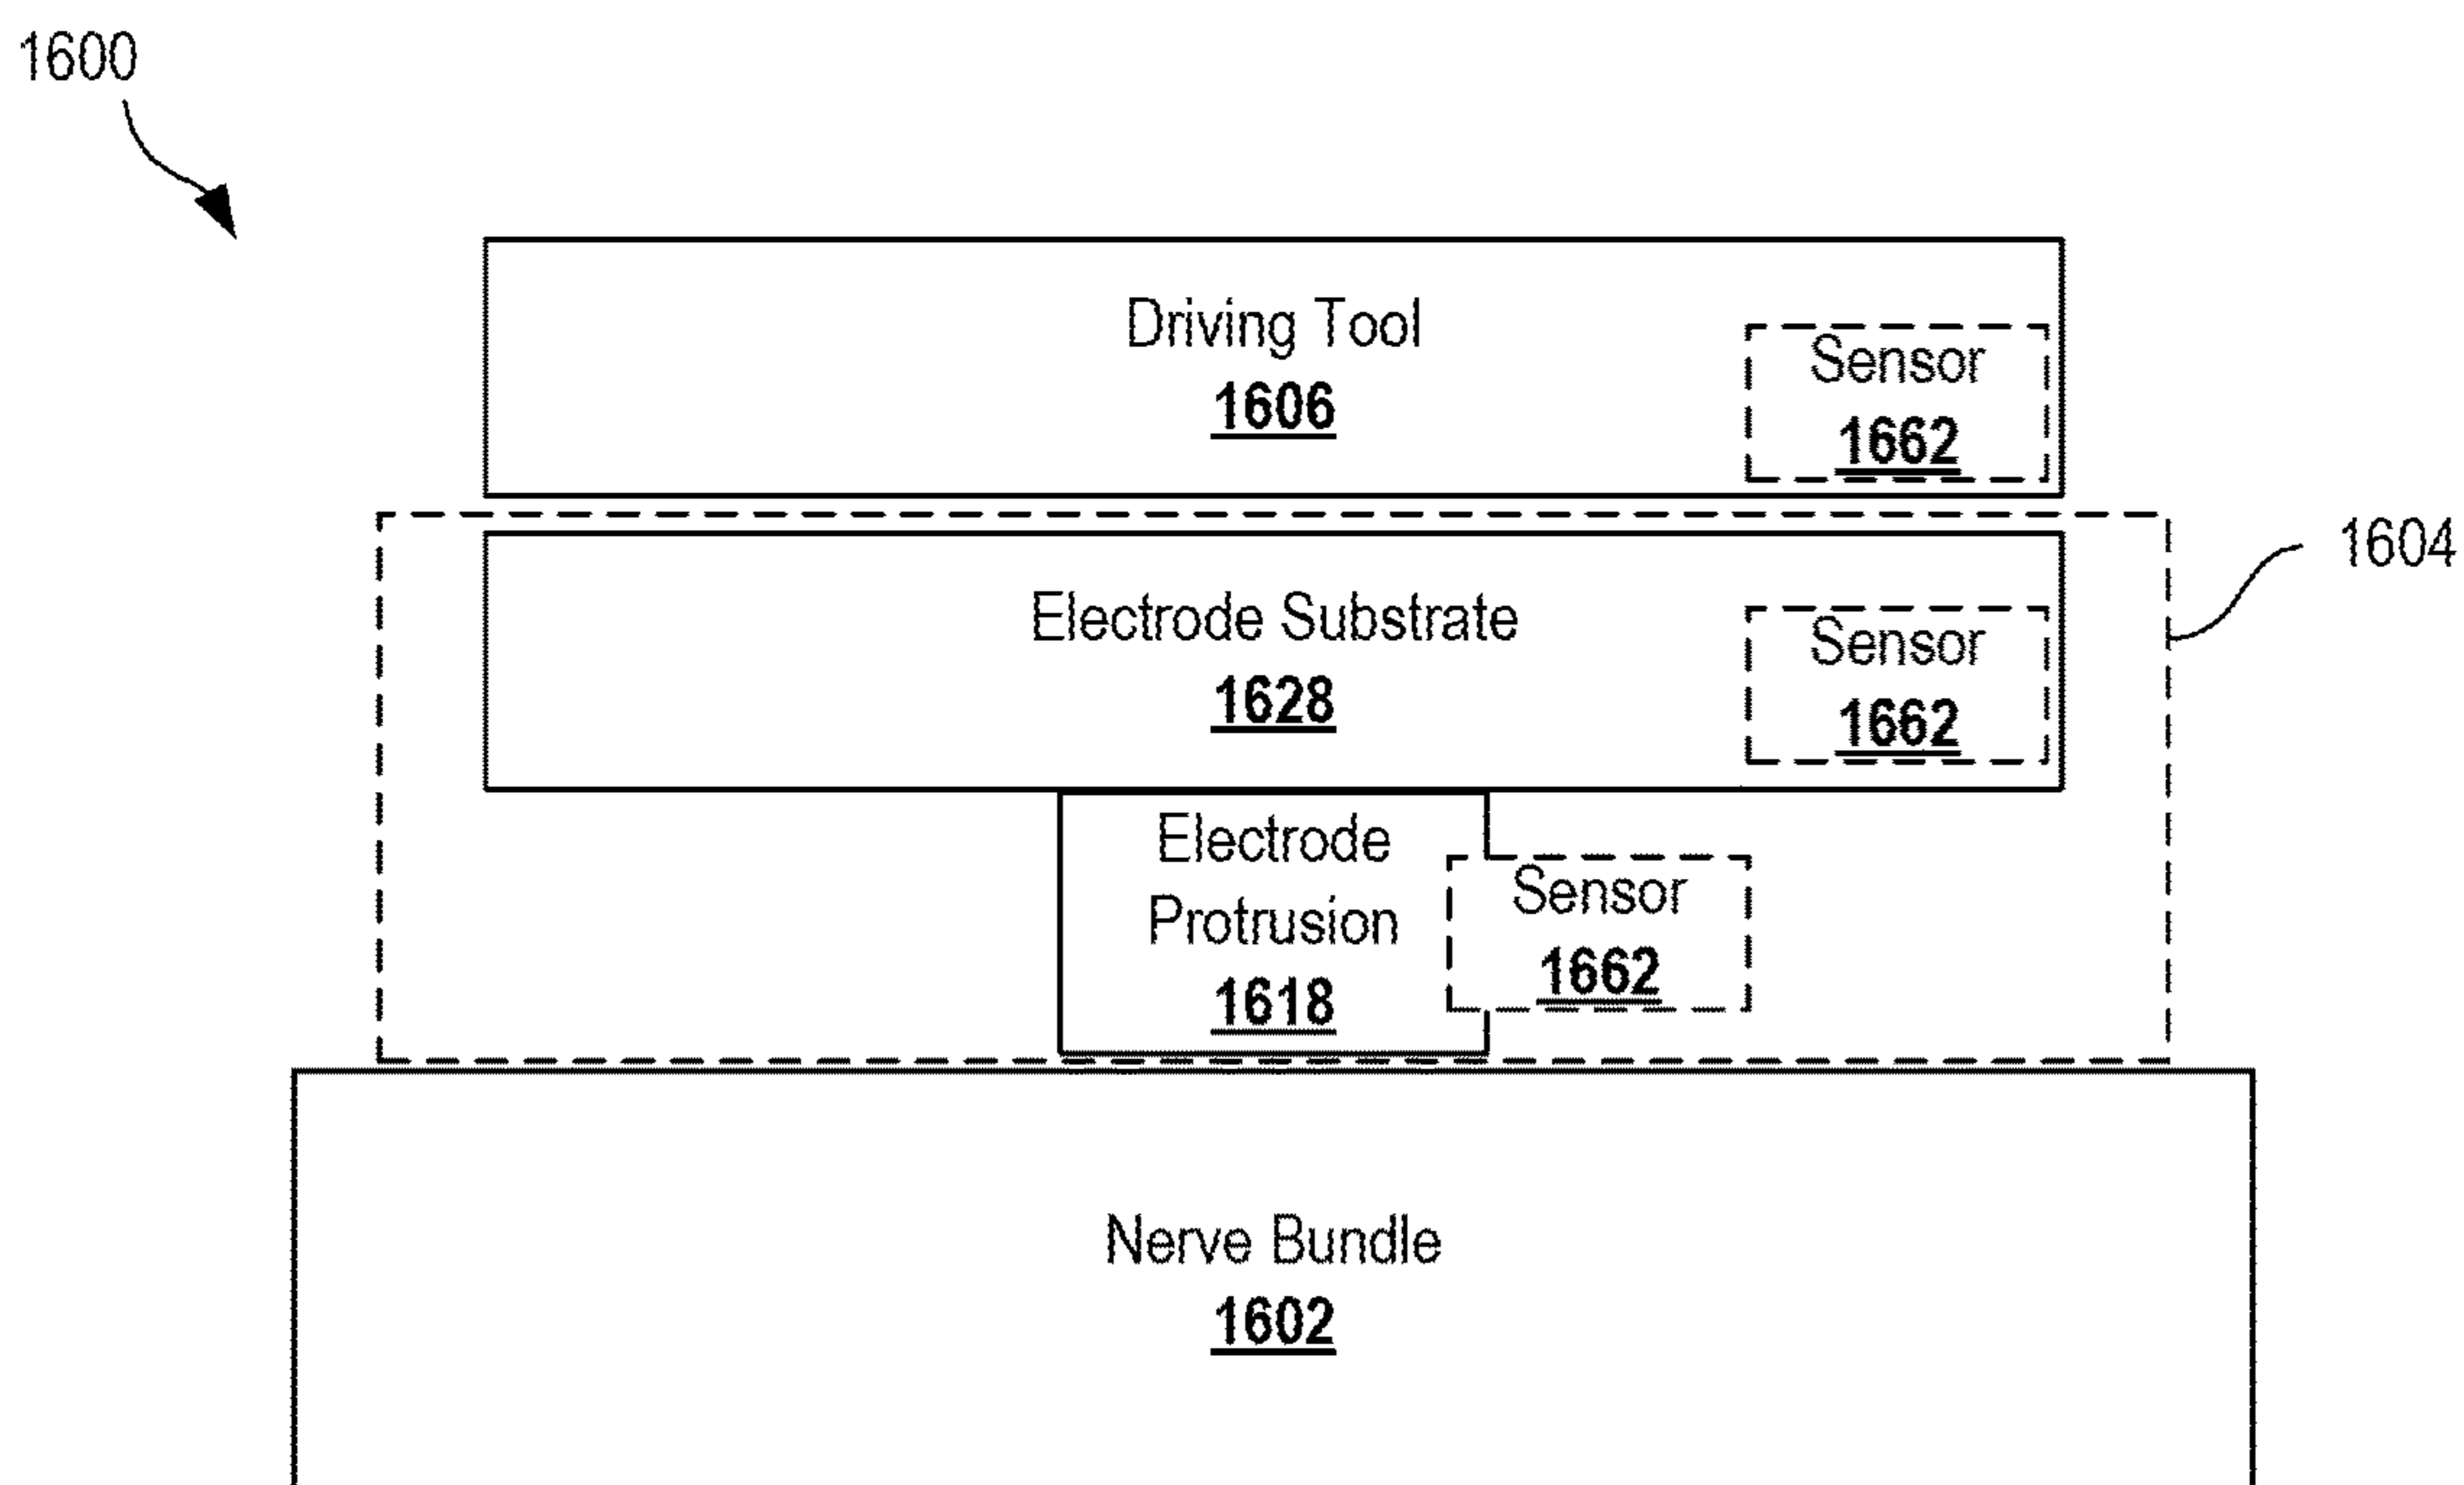 1600
Driving Tool
1606
Sensor
1662
1604
Electrode Substrate
1628
Sensor
1662
Electrode
Protrusion
1618
Sensor
1662
Nerve Bundle
1602